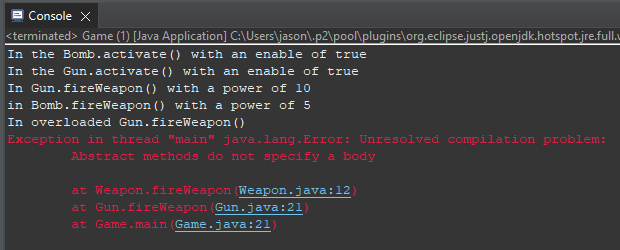 Console
<terminated> Game (1) [Java Application] C:\Users\jason\.p2\pool\plugins\org.eclipse.justj.openjdk.hotspot.jre.full.w
In the Bomb.activate() with an enable of true
In the Gun.activate() with an enable of true
In Gun.fireWeapon() with a power of 10
in Bomb.fireWeapon() with a power of 5
In overloaded Gun.fireWeapon()
Exception in thread "main" java.lang.Error: Unresolved compilation problem:
Abstract methods do not specify a body
at Weapon.fireWeapon(Weapon.java:12)
at Gun.fireWeapon(Gun.java:21)
at Game.main(Game.java:21)